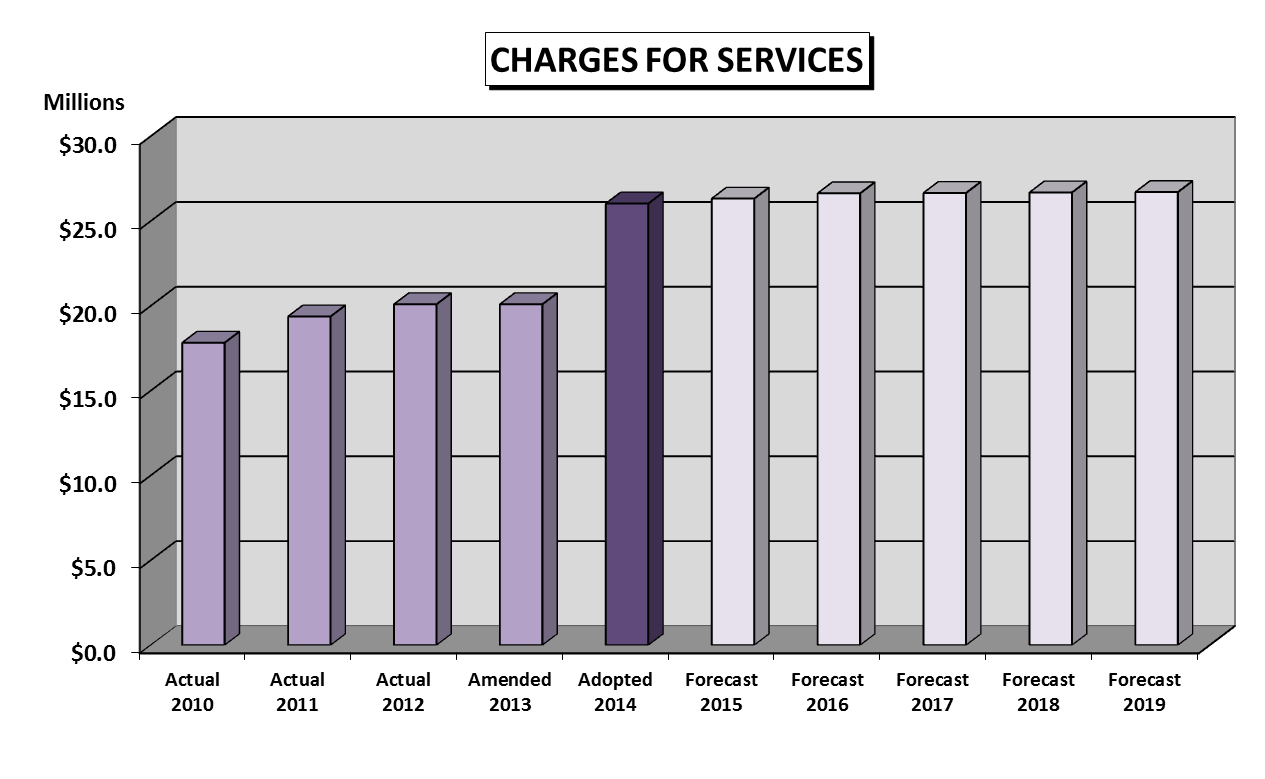 CHARGES FOR SERVICES
Millions
$30.0
$25.0
$20.0
$15.0
$10.0
$5.0
$0.0
Actual Actual Actual Amended Adopted Forecast Forecast Forecast Forecast Forecast
2010 2011 2012 2013 2014 2015 2016 2017 2018 2019